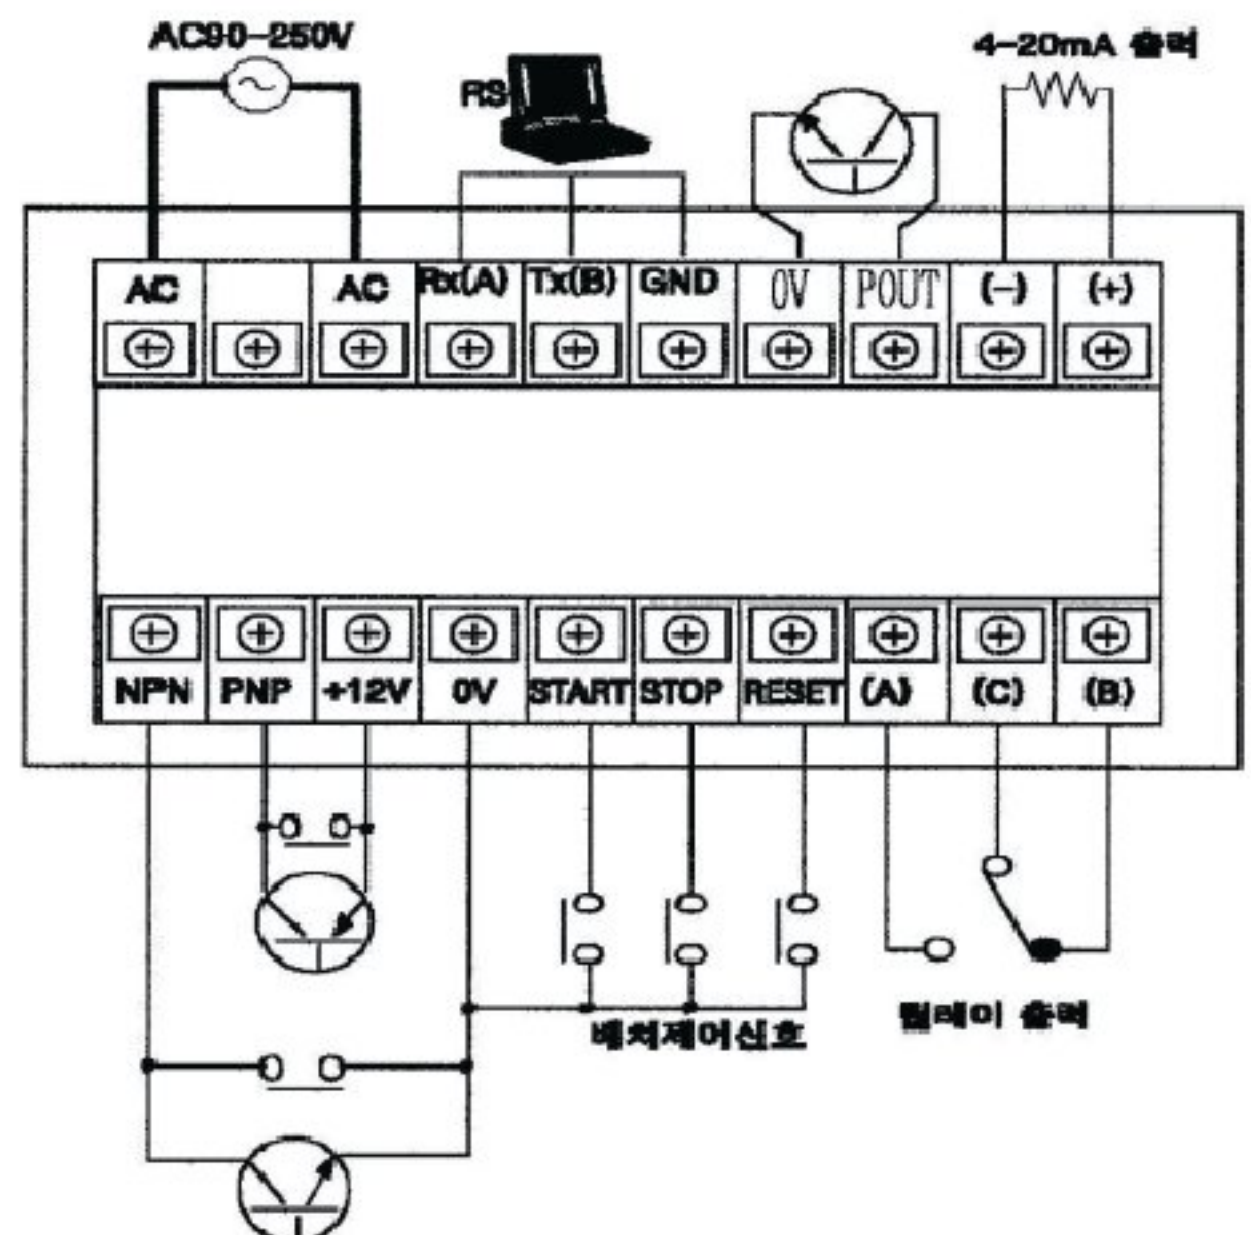 AC90-250V
RS
4-20mA 출력
AC
AC
Rx(A)
Tx(B)
GND
0V
POUT
(-)
(+)
NPN
PNP
+12V
0V
START
STOP
RESET
(A)
(C)
(B)
배치제어신호
릴레이 출력